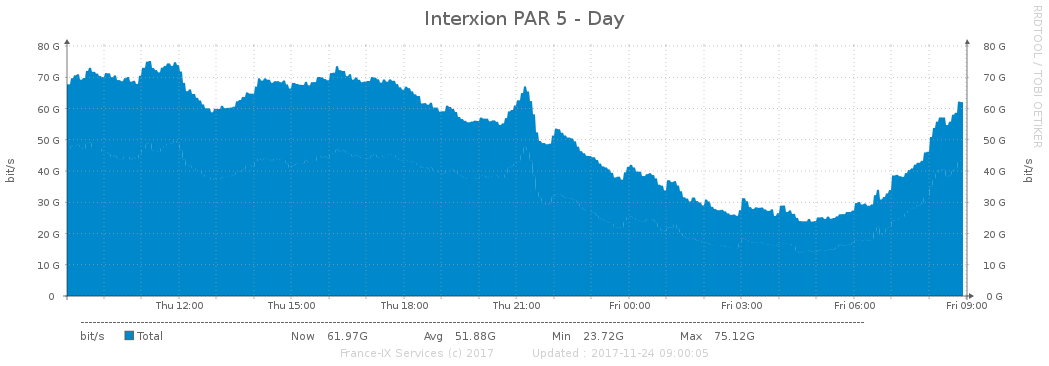 Interxion PAR 5 - Day
RRDTOOL / TOBI OETIKER
bit/s
80 G
70 G
60 G
50 G
40 G
30 G
20 G
10 G
0
80 G
70 G
60 G
50 G
40 G
30 G
20 G
10 G
0 G
bit/s
Thu 12:00 Thu 15:00 Thu 18:00 Thu 21:00 Fri 00:00 Fri 03:00 Fri 06:00 Fri 09:00
bit/s Total Now 61.97G Avg 51.88G Min 23.72G Max 75.12G
France-IX Services (c) 2017 Updated : 2017-11-24 09:00:05